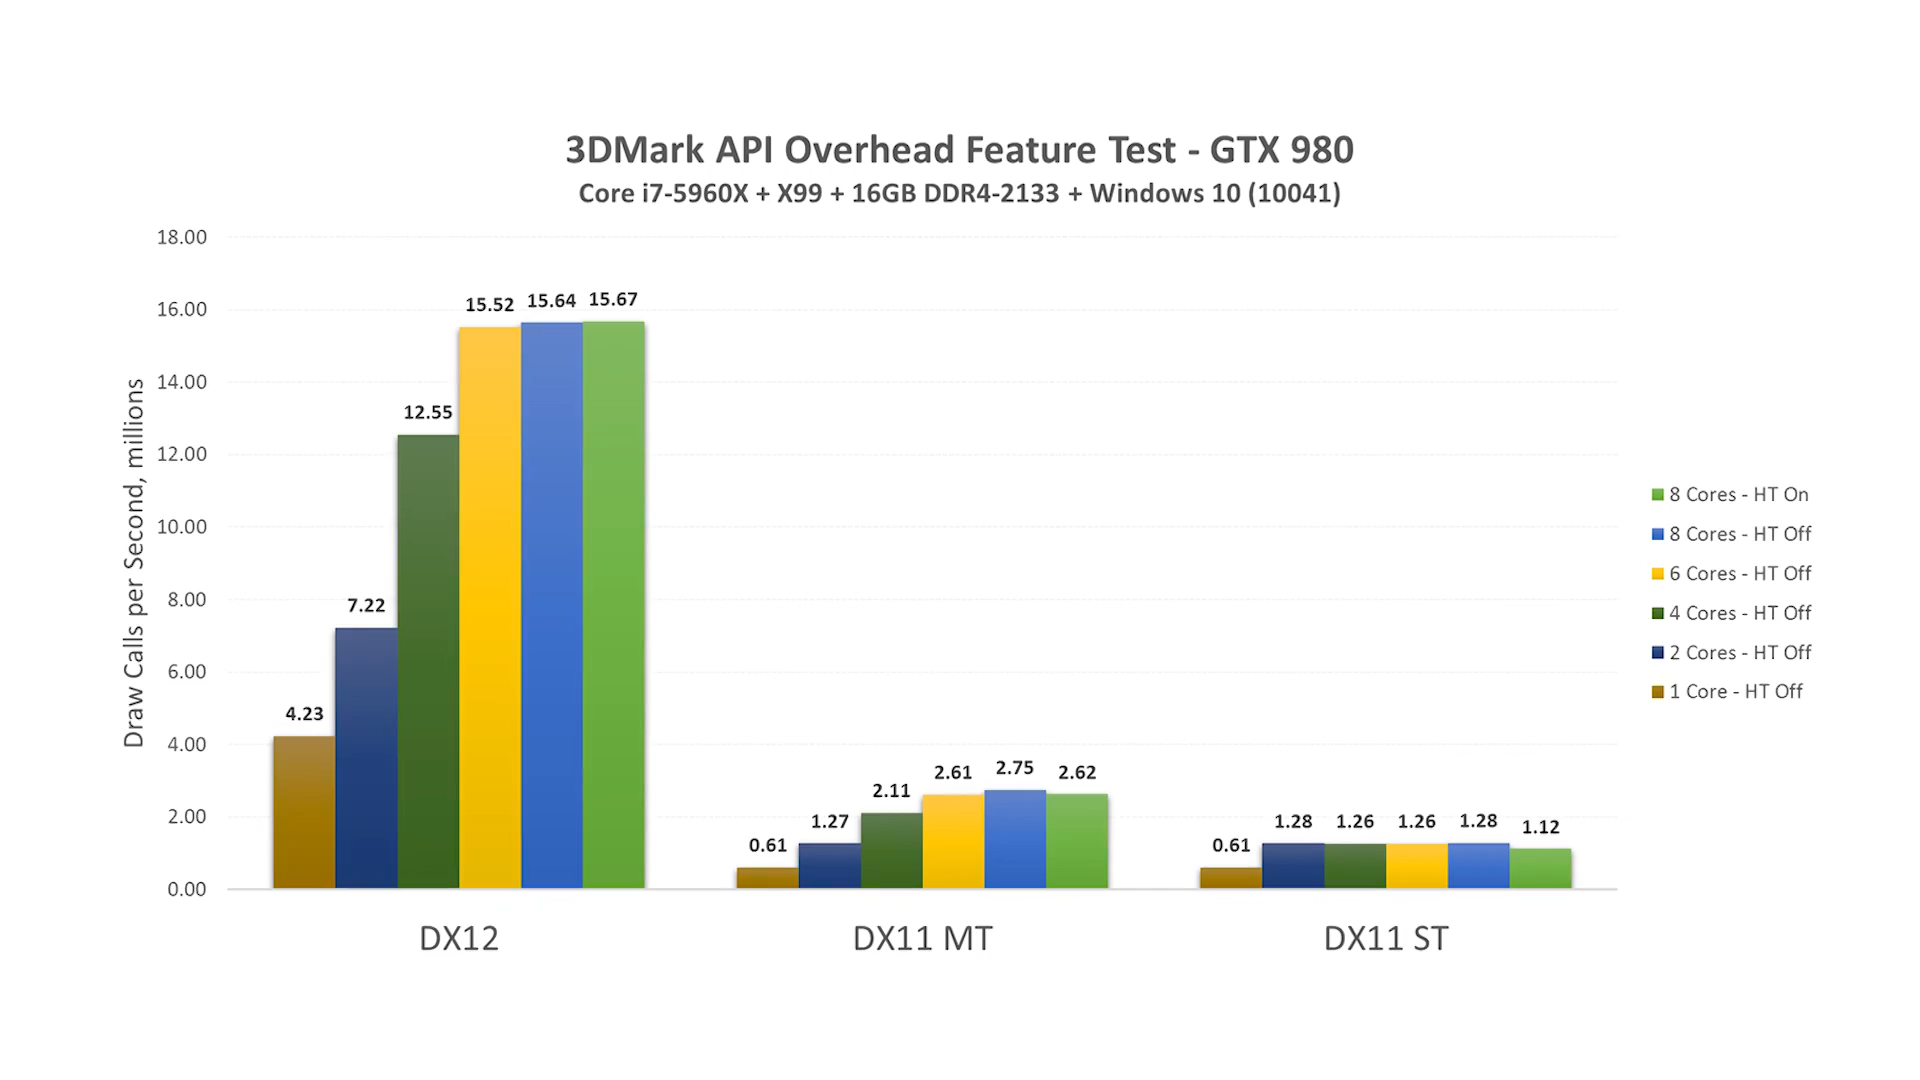 3DMark API Overhead Feature Test - GTX 980
Core i7-5960X + X99 + 16GB DDR4-2133 + Windows 10 (10041)
Draw Calls per Second, millions
18.00
16.00
14.00
12.00
10.00
8.00
6.00
4.00
2.00
0.00
4.23
7.22
12.55
15.52
15.64
15.67
0.61
1.27
2.11
2.61
2.75
2.62
0.61
1.28
1.26
1.26
1.28
1.12
DX12
DX11 MT
DX11 ST
8 Cores - HT On
8 Cores - HT Off
6 Cores - HT Off
4 Cores - HT Off
2 Cores - HT Off
1 Core - HT Off